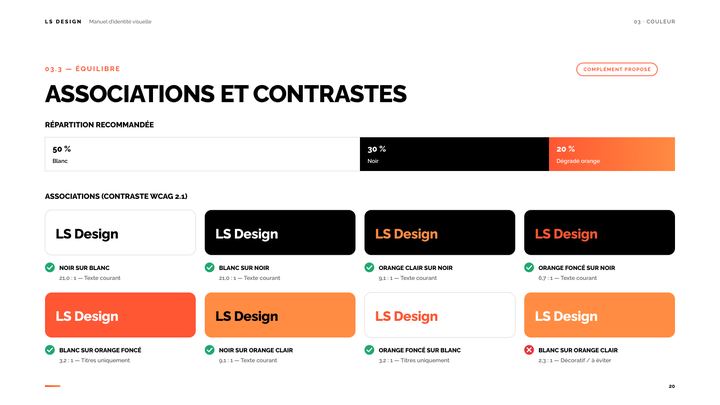 LS DESIGN Manuel d'identité visuelle
03 · COULEUR
03.3 — ÉQUILIBRE
COMPLÉMENT PROPOSÉ
ASSOCIATIONS ET CONTRASTES
RÉPARTITION RECOMMANDÉE
50 % 30 % 20 %
Blanc Noir Dégradé orange
ASSOCIATIONS (CONTRASTE WCAG 2.1)
LS Design LS Design LS Design LS Design
NOIR SUR BLANC BLANC SUR NOIR ORANGE CLAIR SUR NOIR ORANGE FONCÉ SUR NOIR
21,0 : 1 — Texte courant 21,0 : 1 — Texte courant 9,1 : 1 — Texte courant 6,7 : 1 — Texte courant
LS Design LS Design LS Design LS Design
BLANC SUR ORANGE FONCÉ NOIR SUR ORANGE CLAIR ORANGE FONCÉ SUR BLANC BLANC SUR ORANGE CLAIR
3,2 : 1 — Titres uniquement 9,1 : 1 — Texte courant 3,2 : 1 — Titres uniquement 2,3 : 1 — Décoratif / à éviter
20